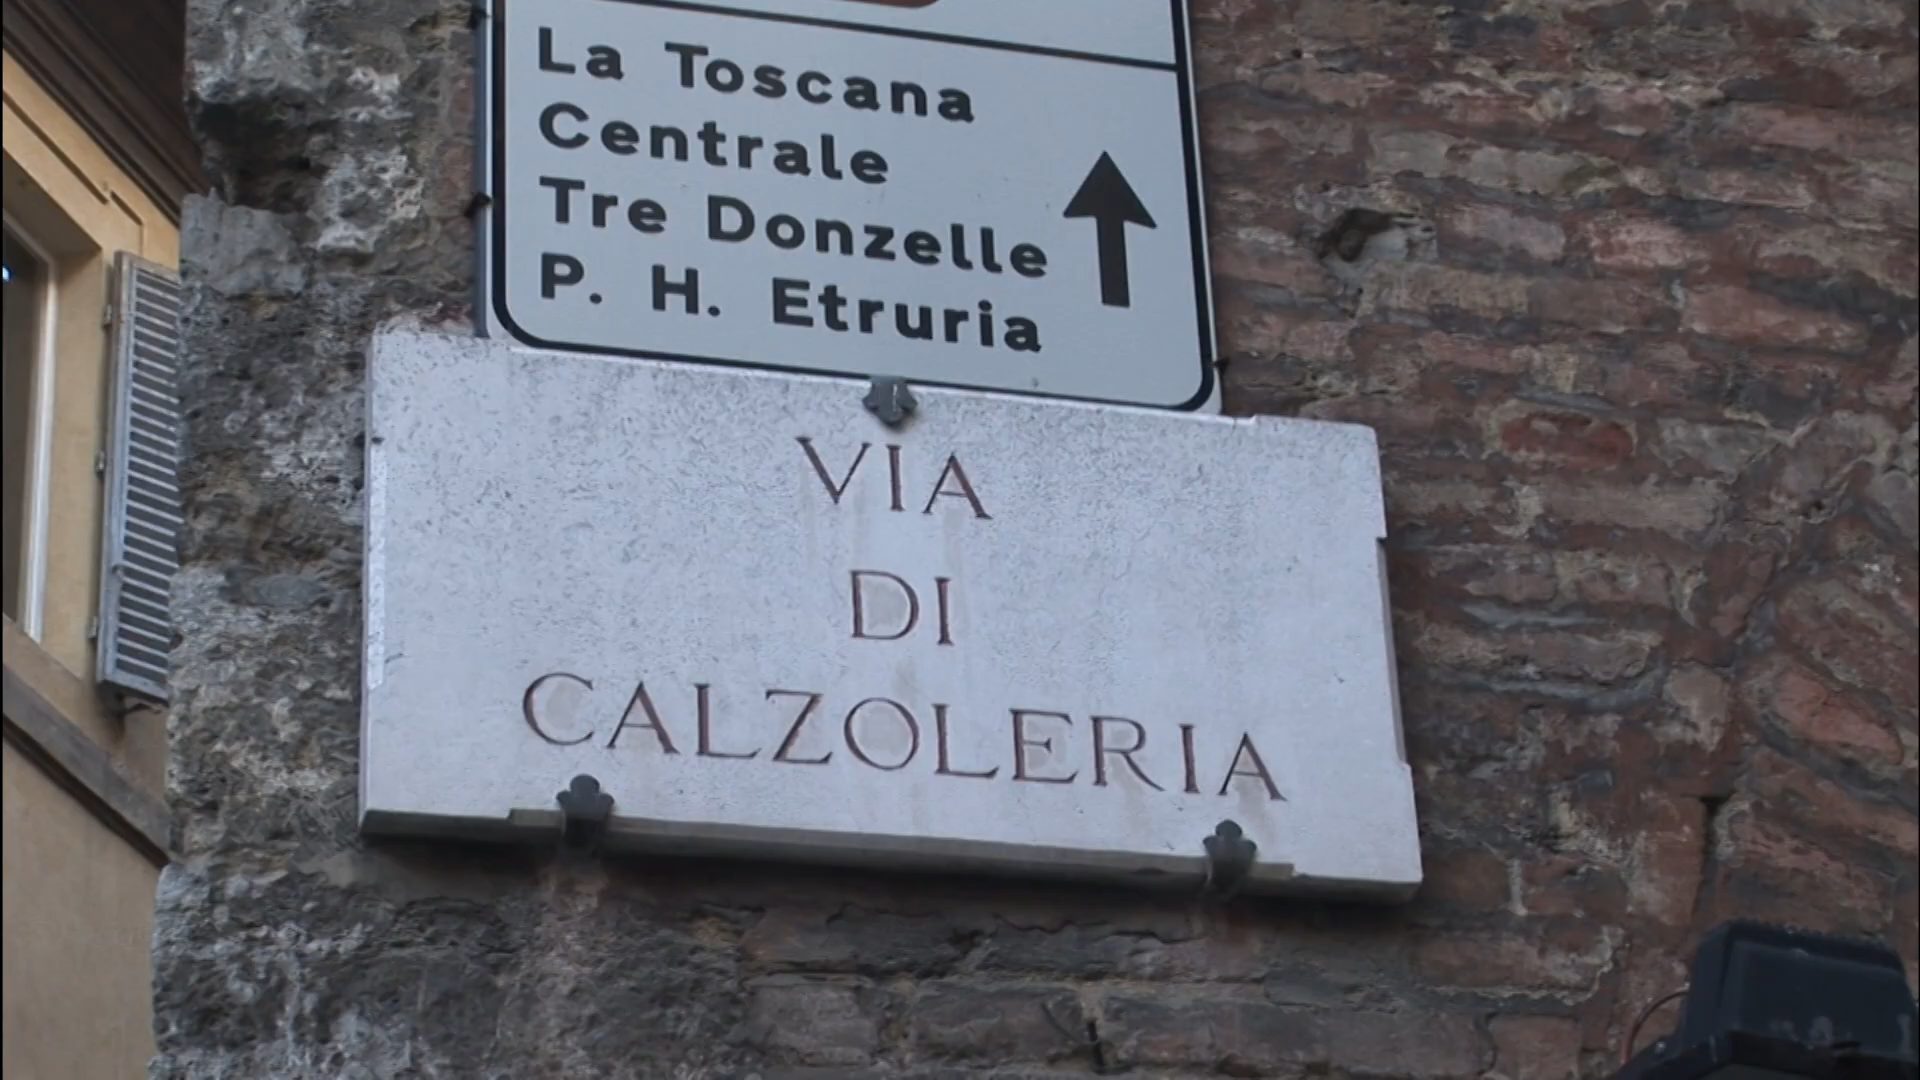 La Toscana
Centrale
Tre Donzelle
P. H. Etruria
VIA
DI
CALZOLERIA